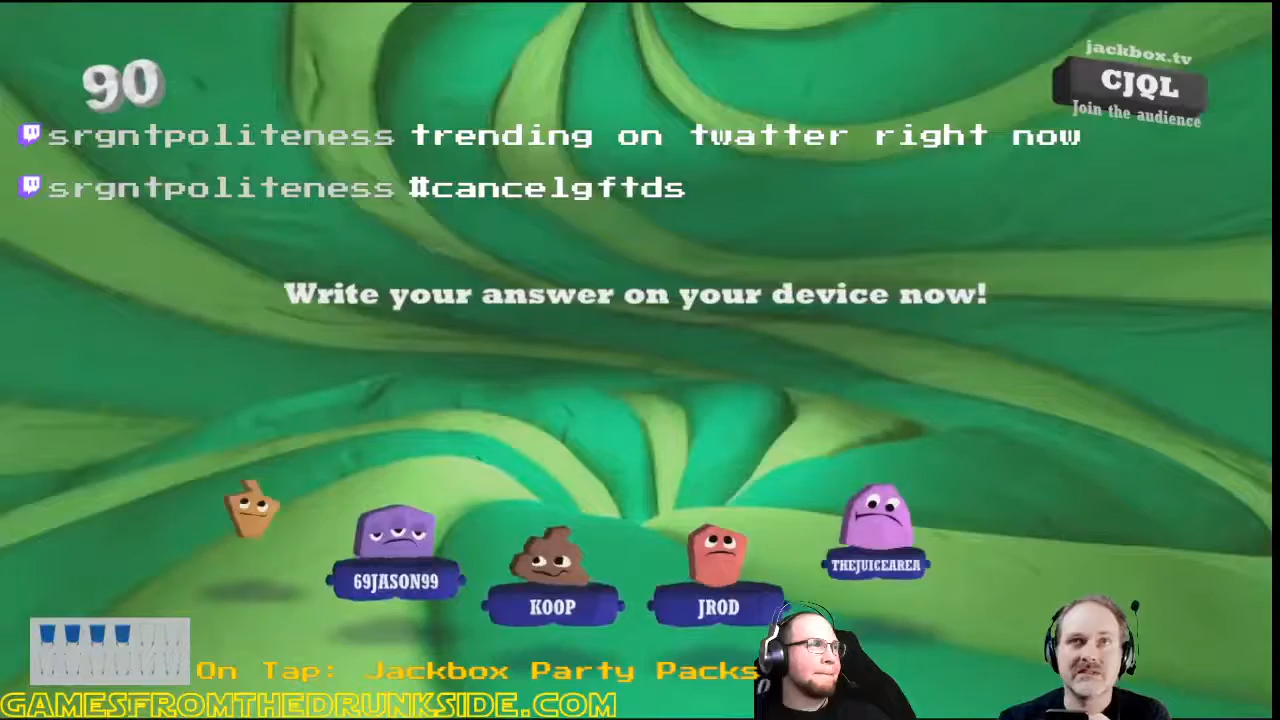 90
jackbox.tv
CJQL
Join the audience
srgntpoliteness trending on twatter right now
srgntpoliteness #cancelgftds
Write your answer on your device now!
69JASON99
KOOP
JROD
THEJUICEAREA
On Tap: Jackbox Party Packs
GAMESFROMTHEDRUNKSIDE.COM